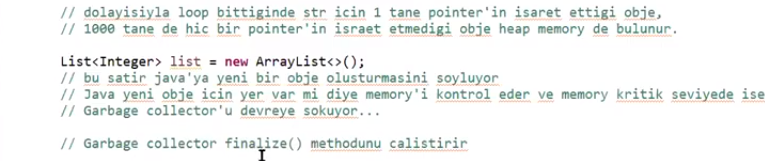 // dolayisiyla loop bittiginde str icin 1 tane pointer'in isaret ettigi obje,
// 1000 tane de hic bir pointer'in israet etmedigi obje heap memory de bulunur.
List<Integer> list = new ArrayList<>();
// bu satir java'ya yeni bir obje olusturmasini soyluyor
// Java yeni obje icin yer var mi diye memory'i kontrol eder ve memory kritik seviyede ise
// Garbage collector'u devreye sokuyor...
// Garbage collector finalize() methodunu calistirir